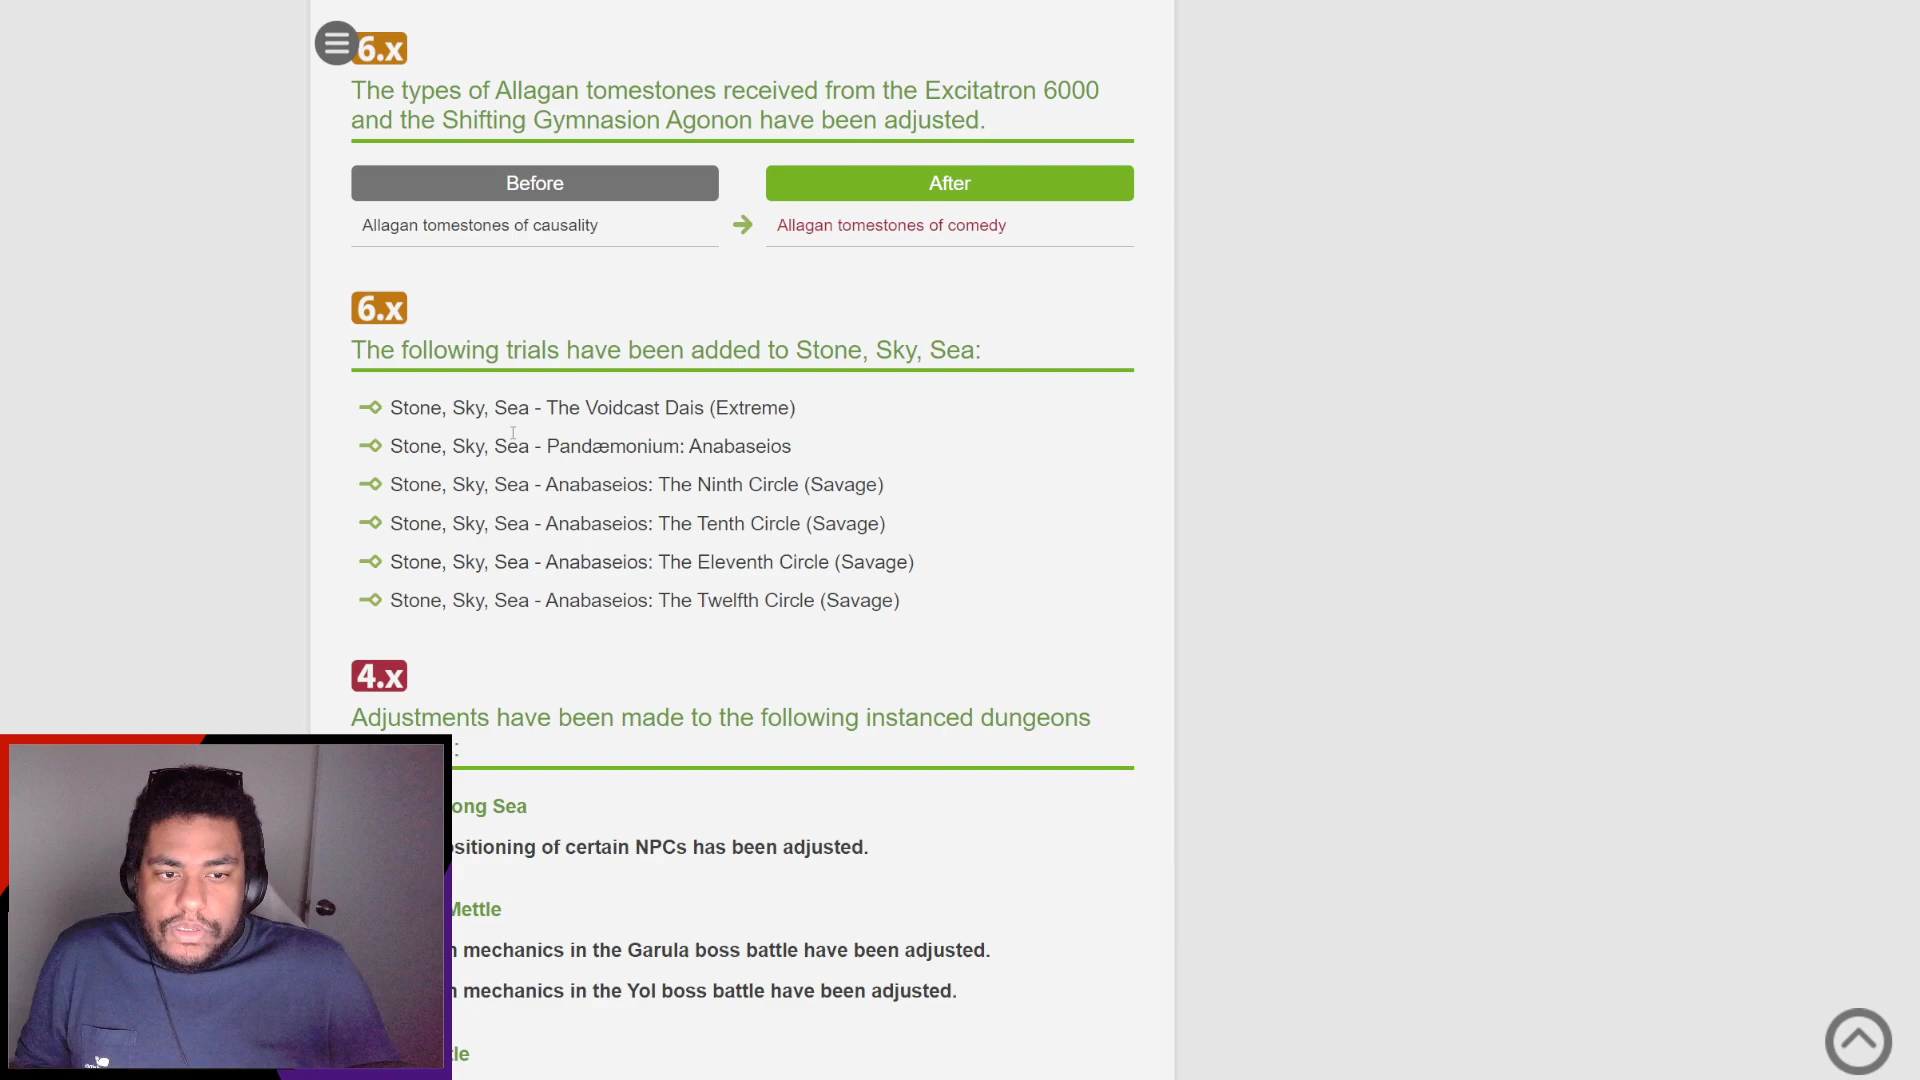 6.x
The types of Allagan tomestones received from the Excitatron 6000
and the Shifting Gymnasion Agonon have been adjusted.
Before
After
Allagan tomestones of causality
Allagan tomestones of comedy
6.x
The following trials have been added to Stone, Sky, Sea:
Stone, Sky, Sea - The Voidcast Dais (Extreme)
Stone, Sky, Sea - Pandæmonium: Anabaseios
Stone, Sky, Sea - Anabaseios: The Ninth Circle (Savage)
Stone, Sky, Sea - Anabaseios: The Tenth Circle (Savage)
Stone, Sky, Sea - Anabaseios: The Eleventh Circle (Savage)
Stone, Sky, Sea - Anabaseios: The Twelfth Circle (Savage)
4.x
Adjustments have been made to the following instanced dungeons
:
ong Sea
sitioning of certain NPCs has been adjusted.
Mettle
n mechanics in the Garula boss battle have been adjusted.
n mechanics in the Yol boss battle have been adjusted.
tle